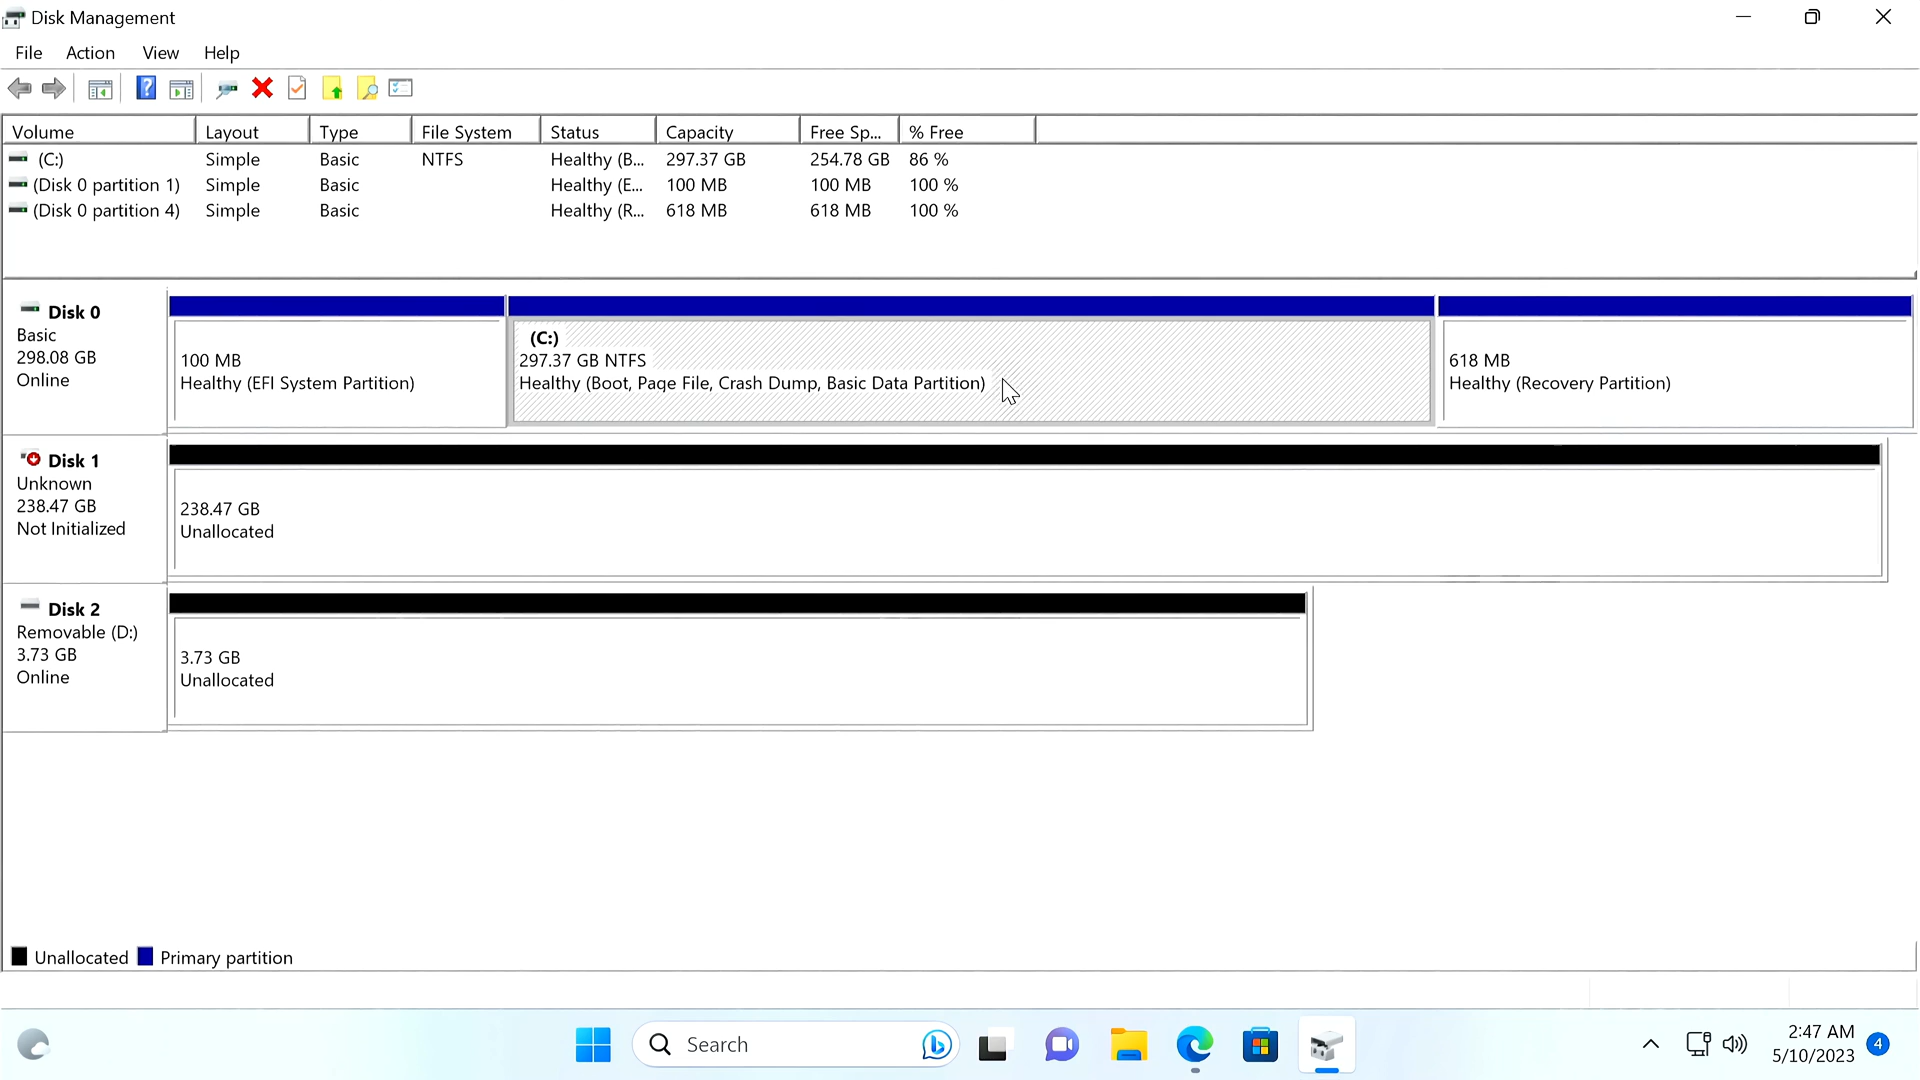 Disk Management
File Action View Help
Volume Layout Type File System Status Capacity Free Sp... % Free
(C:) Simple Basic NTFS Healthy (B... 297.37 GB 254.78 GB 86 %
(Disk 0 partition 1) Simple Basic Healthy (E... 100 MB 100 MB 100 %
(Disk 0 partition 4) Simple Basic Healthy (R... 618 MB 618 MB 100 %
Disk 0
Basic
298.08 GB
Online
100 MB
Healthy (EFI System Partition)
(C:)
297.37 GB NTFS
Healthy (Boot, Page File, Crash Dump, Basic Data Partition)
618 MB
Healthy (Recovery Partition)
Disk 1
Unknown
238.47 GB
Not Initialized
238.47 GB
Unallocated
Disk 2
Removable (D:)
3.73 GB
Online
3.73 GB
Unallocated
Unallocated Primary partition
Search
2:47 AM
5/10/2023
4